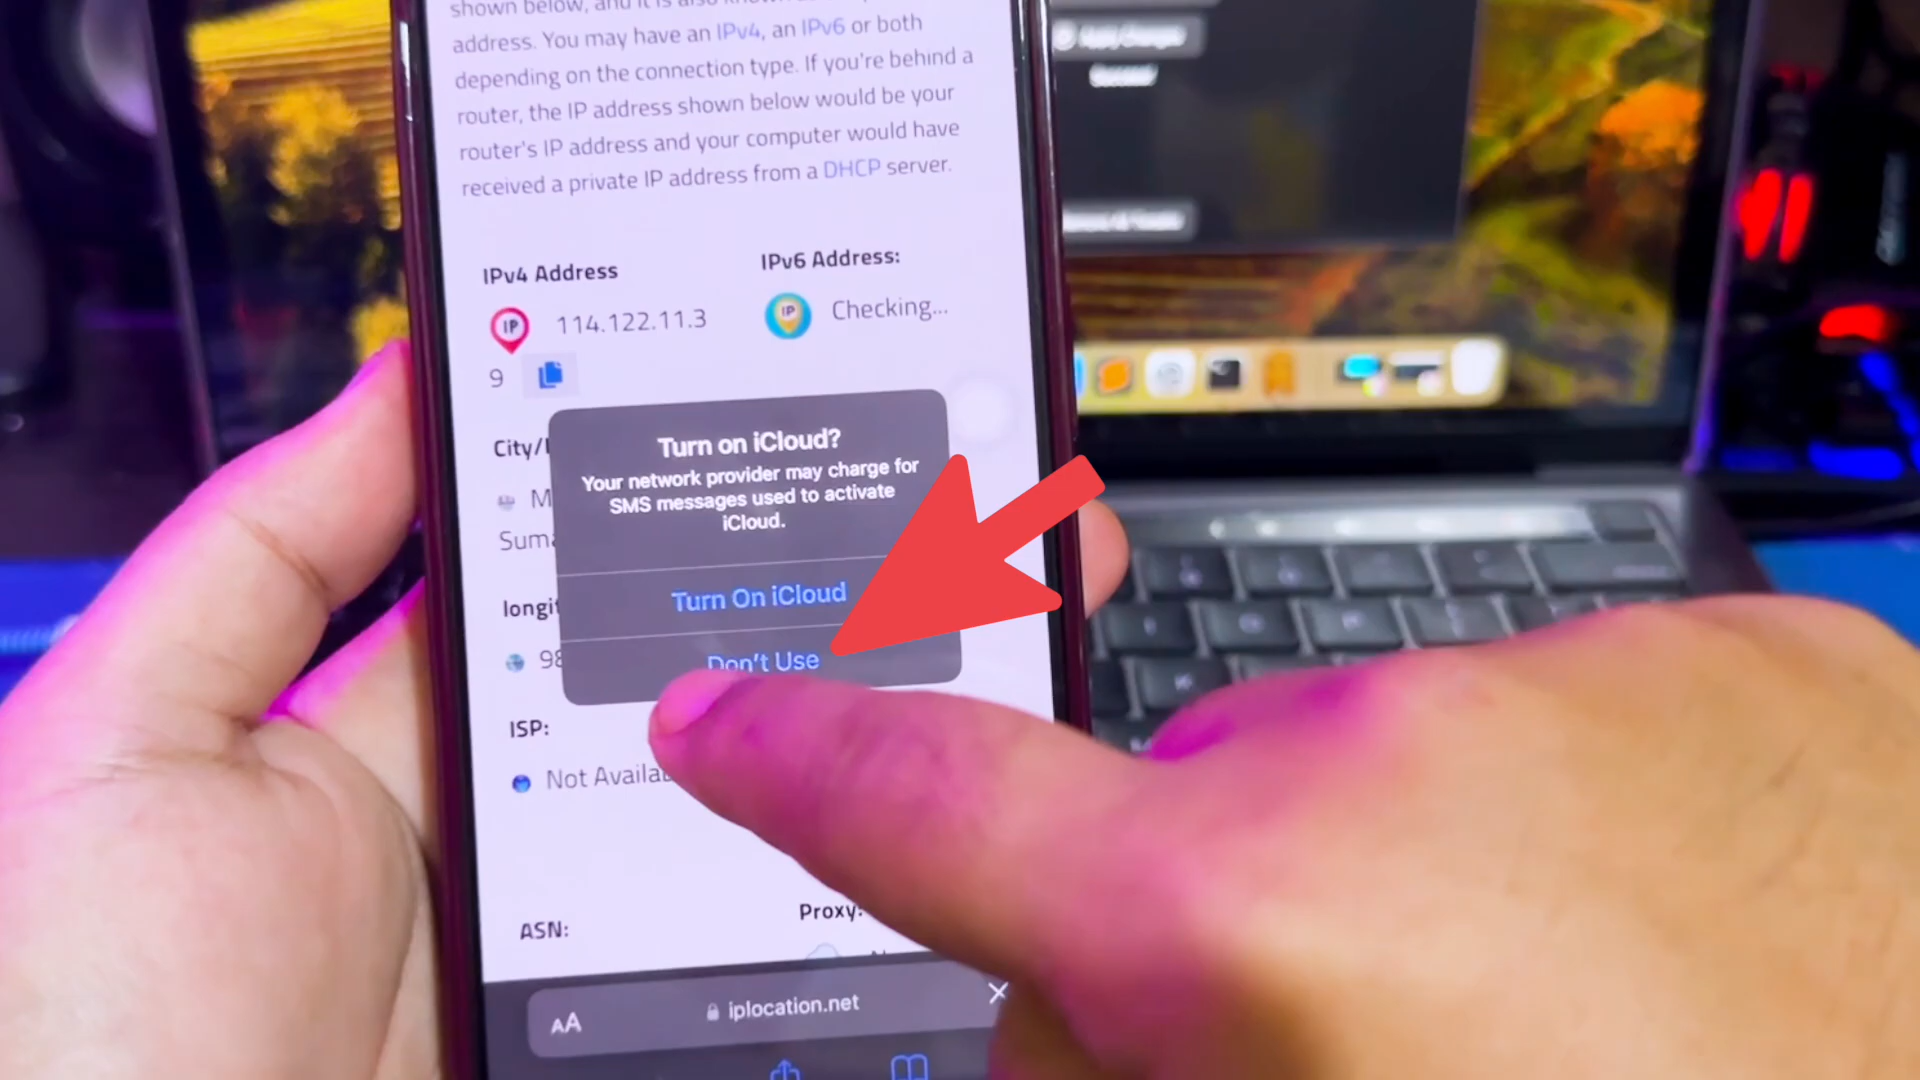 shown below, and it is also known as
address. You may have an IPv4, an IPv6 or both
depending on the connection type. If you're behind a
router, the IP address shown below would be your
router's IP address and your computer would have
received a private IP address from a DHCP server.
IPv4 Address
IPv6 Address:
IP
114.122.11.3
9
IP
Checking...
City/
M
Suma
longit
98
Turn on iCloud?
Your network provider may charge for
SMS messages used to activate
iCloud.
Turn On iCloud
Don't Use
ISP:
Not Availab
ASN:
Proxy:
AA
iplocation.net